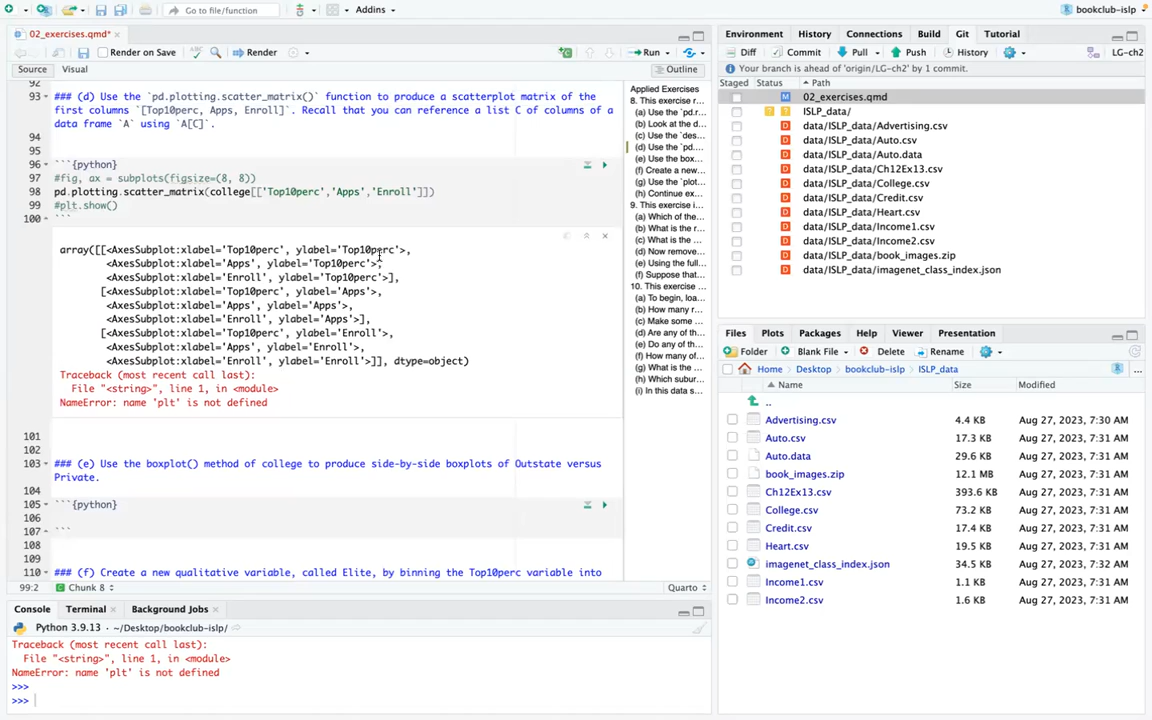 Go to file/function
Addins
bookclub-islp
02_exercises.qmd*
Render on Save
Render
Run
Source
Visual
Outline
92
93 ### (d) Use the `pd.plotting.scatter_matrix()` function to produce a scatterplot matrix of the
first columns `[Top10perc, Apps, Enroll]`. Recall that you can reference a list C of columns of a
data frame `A` using `A[C]`.
94
95
96 ```{python}
97 #fig, ax = subplots(figsize=(8, 8))
98 pd.plotting.scatter_matrix(college[['Top10perc','Apps','Enroll']])
99 #plt.show()
100 ```
array([[<AxesSubplot:xlabel='Top10perc', ylabel='Top10perc'>,
<AxesSubplot:xlabel='Apps', ylabel='Top10perc'>,
<AxesSubplot:xlabel='Enroll', ylabel='Top10perc'>],
[<AxesSubplot:xlabel='Top10perc', ylabel='Apps'>,
<AxesSubplot:xlabel='Apps', ylabel='Apps'>,
<AxesSubplot:xlabel='Enroll', ylabel='Apps'>],
[<AxesSubplot:xlabel='Top10perc', ylabel='Enroll'>,
<AxesSubplot:xlabel='Apps', ylabel='Enroll'>,
<AxesSubplot:xlabel='Enroll', ylabel='Enroll'>]], dtype=object)
Traceback (most recent call last):
File "<string>", line 1, in <module>
NameError: name 'plt' is not defined
101
102
103 ### (e) Use the boxplot() method of college to produce side-by-side boxplots of Outstate versus
Private.
104
105 ```{python}
106
107 ```
108
109
110 ### (f) Create a new qualitative variable, called Elite, by binning the Top10perc variable into
99:2 Chunk 8 Quarto
Applied Exercises
8. This exercise r...
(a) Use the `pd.r...
(b) Look at the d...
(c) Use the `des...
(d) Use the `pd....
(e) Use the box...
(f) Create a new...
(g) Use the `plot...
(h) Continue ex...
9. This exercise i...
(a) Which of the...
(b) What is the r...
(c) What is the ...
(d) Now remove...
(e) Using the full...
(f) Suppose that...
10. This exercise ...
(a) To begin, loa...
(b) How many r...
(c) Make some ...
(d) Are any of th...
(e) Do any of th...
(f) How many of...
(g) What is the ...
(h) Which subur...
(i) In this data s...
Console Terminal Background Jobs
Python 3.9.13 · ~/Desktop/bookclub-islp/
Traceback (most recent call last):
File "<string>", line 1, in <module>
NameError: name 'plt' is not defined
>>>
>>>
Environment History Connections Build Git Tutorial
Diff Commit Pull Push History LG-ch2
Your branch is ahead of 'origin/LG-ch2' by 1 commit.
Staged Status Path
M 02_exercises.qmd
? ? ISLP_data/
D data/ISLP_data/Advertising.csv
D data/ISLP_data/Auto.csv
D data/ISLP_data/Auto.data
D data/ISLP_data/Ch12Ex13.csv
D data/ISLP_data/College.csv
D data/ISLP_data/Credit.csv
D data/ISLP_data/Heart.csv
D data/ISLP_data/Income1.csv
D data/ISLP_data/Income2.csv
D data/ISLP_data/book_images.zip
D data/ISLP_data/imagenet_class_index.json
Files Plots Packages Help Viewer Presentation
Folder Blank File Delete Rename
Home Desktop bookclub-islp ISLP_data ...
Name Size Modified
..
Advertising.csv 4.4 KB Aug 27, 2023, 7:30 AM
Auto.csv 17.3 KB Aug 27, 2023, 7:31 AM
Auto.data 29.6 KB Aug 27, 2023, 7:31 AM
book_images.zip 12.1 MB Aug 27, 2023, 7:31 AM
Ch12Ex13.csv 393.6 KB Aug 27, 2023, 7:31 AM
College.csv 73.2 KB Aug 27, 2023, 7:31 AM
Credit.csv 17.4 KB Aug 27, 2023, 7:31 AM
Heart.csv 19.5 KB Aug 27, 2023, 7:31 AM
imagenet_class_index.json 34.5 KB Aug 27, 2023, 7:32 AM
Income1.csv 1.1 KB Aug 27, 2023, 7:31 AM
Income2.csv 1.6 KB Aug 27, 2023, 7:31 AM